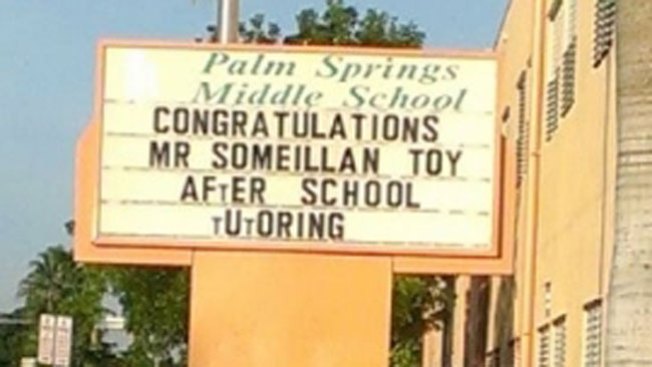 Palm Springs
Middle School
CONGRATULATIONS
MR SOMEILLAN TOY
AFtER SCHOOL
tUtORING